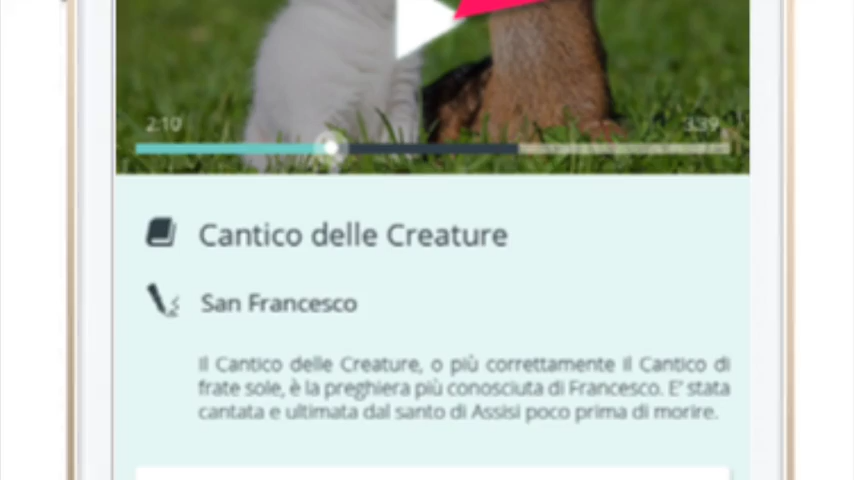 2:10
3:39
Cantico delle Creature
San Francesco
Il Cantico delle Creature, o più correttamente il Cantico di
frate sole, è la preghiera più conosciuta di Francesco. E' stata
cantata e ultimata dal santo di Assisi poco prima di morire.